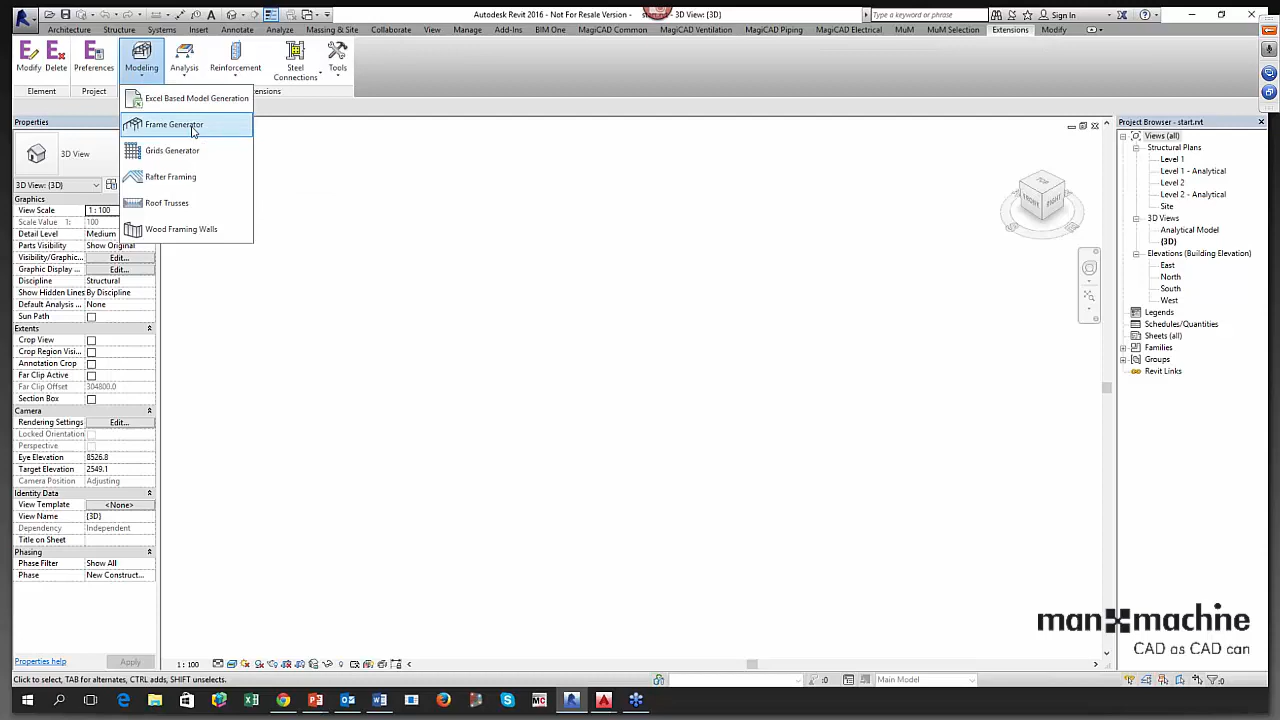 Autodesk Revit 2016 - Not For Resale Version - start.rvt - 3D View: {3D}
Type a keyword or phrase
Sign In
Architecture Structure Systems Insert Annotate Analyze Massing & Site Collaborate View Manage Add-Ins BIM One MagiCAD Common MagiCAD Ventilation MagiCAD Piping MagiCAD Electrical MuM MuM Selection Extensions Modify
Modify Delete Preferences Modeling Analysis Reinforcement Steel Connections Tools
Element Project
Excel Based Model Generation
Frame Generator
Grids Generator
Rafter Framing
Roof Trusses
Wood Framing Walls
Properties
3D View
3D View: {3D}
Graphics
View Scale 1 : 100
Scale Value 1: 100
Detail Level Medium
Parts Visibility Show Original
Visibility/Graphic... Edit...
Graphic Display ... Edit...
Discipline Structural
Show Hidden Lines By Discipline
Default Analysis ... None
Sun Path
Extents
Crop View
Crop Region Visi...
Annotation Crop
Far Clip Active
Far Clip Offset 304800.0
Section Box
Camera
Rendering Settings Edit...
Locked Orientation
Perspective
Eye Elevation 8526.8
Target Elevation 2549.1
Camera Position Adjusting
Identity Data
View Template <None>
View Name {3D}
Dependency Independent
Title on Sheet
Phasing
Phase Filter Show All
Phase New Construct...
Properties help Apply
TOP
FRONT RIGHT
Project Browser - start.rvt
Views (all)
Structural Plans
Level 1
Level 1 - Analytical
Level 2
Level 2 - Analytical
Site
3D Views
Analytical Model
{3D}
Elevations (Building Elevation)
East
North
South
West
Legends
Schedules/Quantities
Sheets (all)
Families
Groups
Revit Links
man machine
CAD as CAD can
1 : 100
Click to select, TAB for alternates, CTRL adds, SHIFT unselects.
:0
Main Model
:0